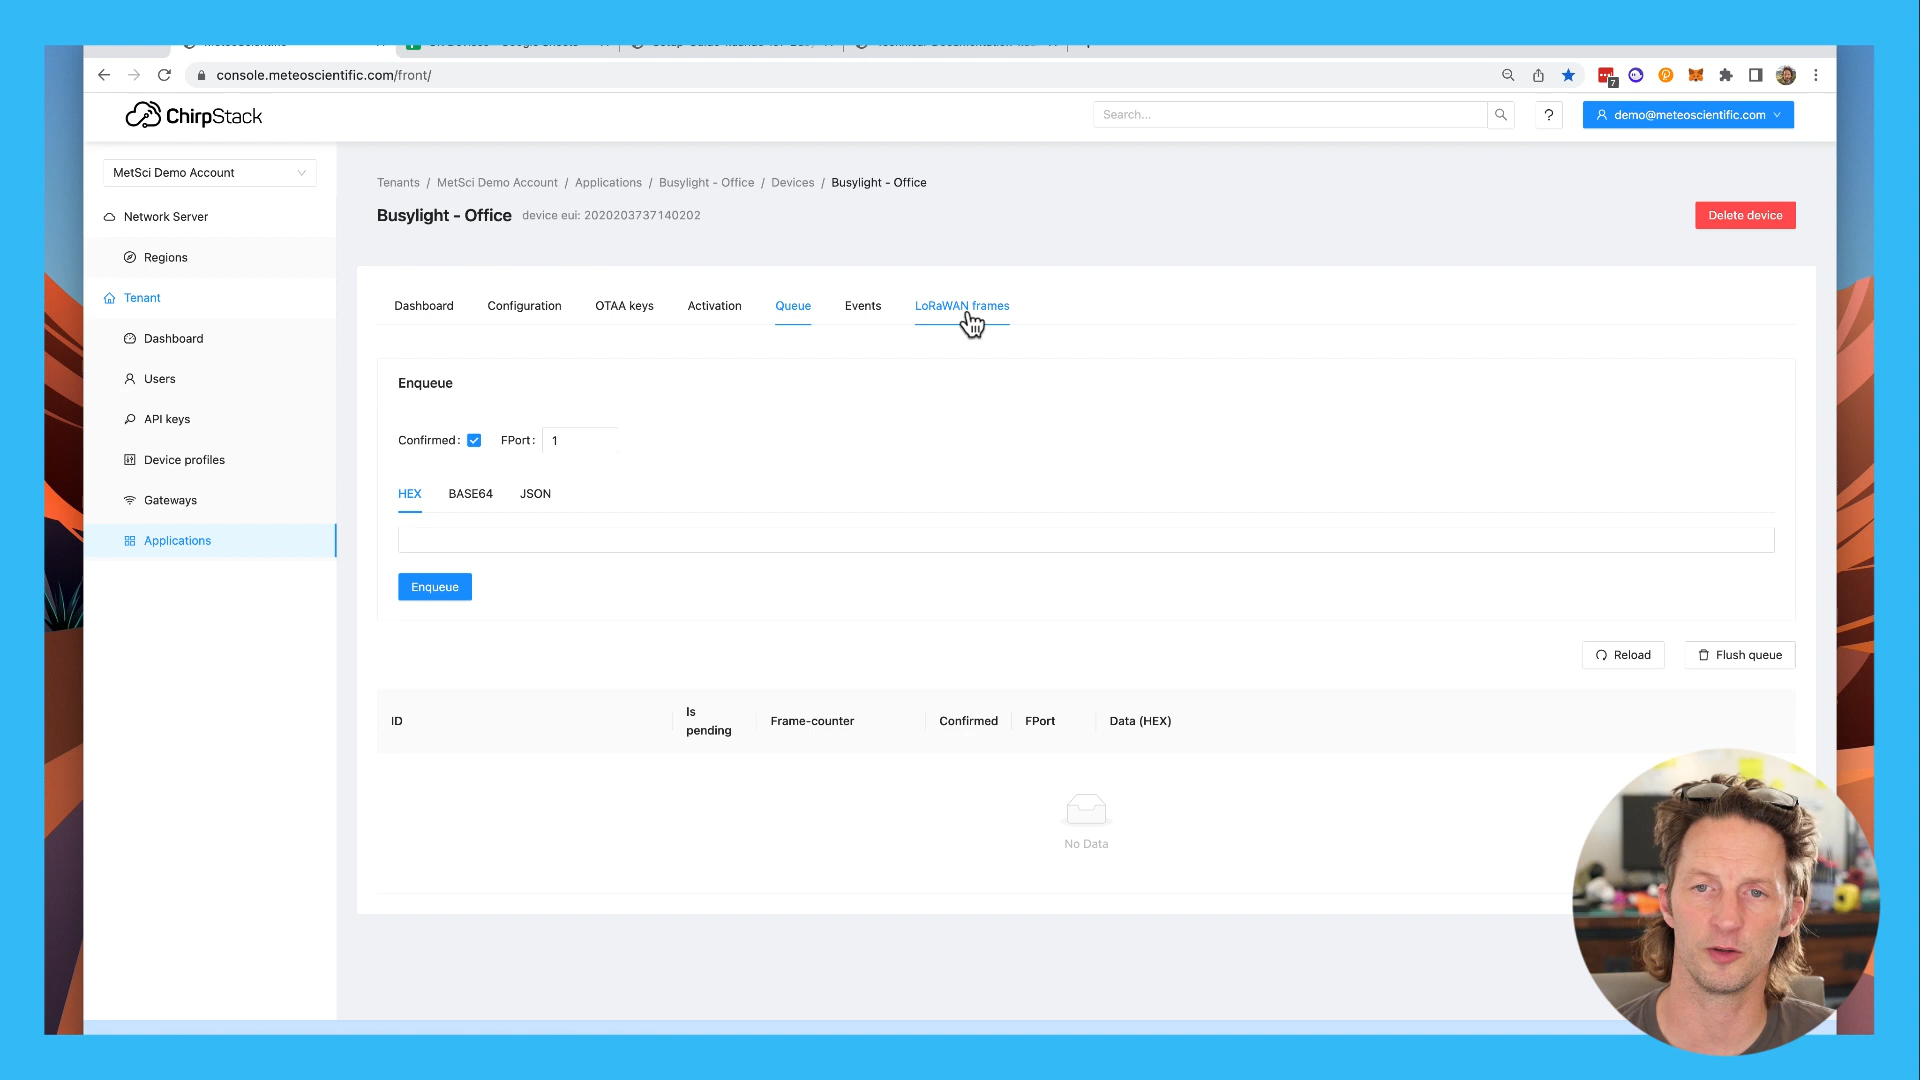 console.meteoscientific.com/front/
7
ChirpStack
Search...
?
demo@meteoscientific.com
MetSci Demo Account
Network Server
Regions
Tenant
Dashboard
Users
API keys
Device profiles
Gateways
Applications
Tenants / MetSci Demo Account / Applications / Busylight - Office / Devices / Busylight - Office
Busylight - Office device eui: 2020203737140202
Delete device
Dashboard Configuration OTAA keys Activation Queue Events LoRaWAN frames
Enqueue
Confirmed: FPort: 1
HEX BASE64 JSON
Enqueue
Reload Flush queue
ID Is pending Frame-counter Confirmed FPort Data (HEX)
No Data